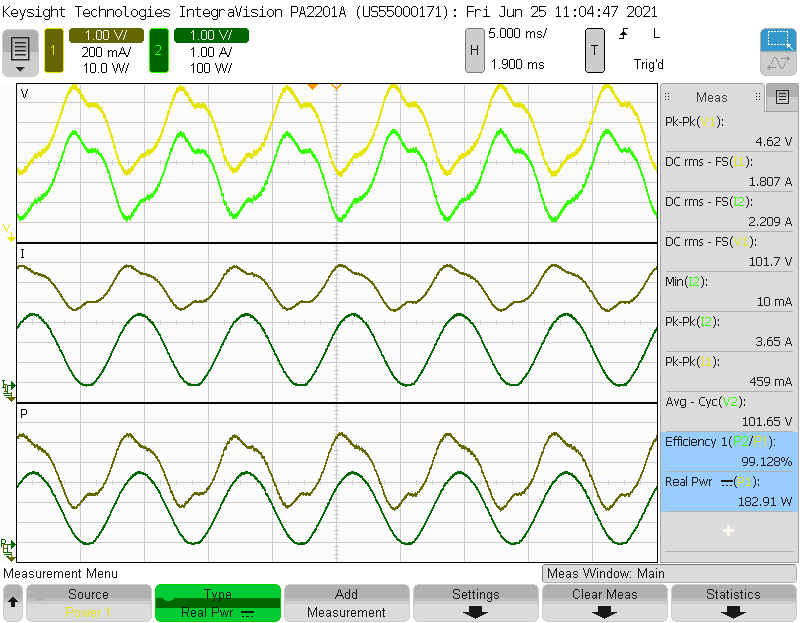 Keysight Technologies IntegraVision PA2201A (US55000171): Fri Jun 25 11:04:47 2021
1 1.00 V/ 200 mA/ 10.0 W/
2 1.00 V/ 1.00 A/ 100 W/
H 5.000 ms/ 1.900 ms
T L Trig'd
V
I
P
Meas
Pk-Pk(V1):
4.62 V
DC rms - FS(I1):
1.807 A
DC rms - FS(I2):
2.209 A
DC rms - FS(V1):
101.7 V
Min(I2):
10 mA
Pk-Pk(I2):
3.65 A
Pk-Pk(I1):
459 mA
Avg - Cyc(V2):
101.65 V
Efficiency 1(P2/P ):
99.128%
Real Pwr (P1):
182.91 W
Measurement Menu
Meas Window: Main
Source
Power 1
Type
Real Pwr
Add
Measurement
Settings
Clear Meas
Statistics